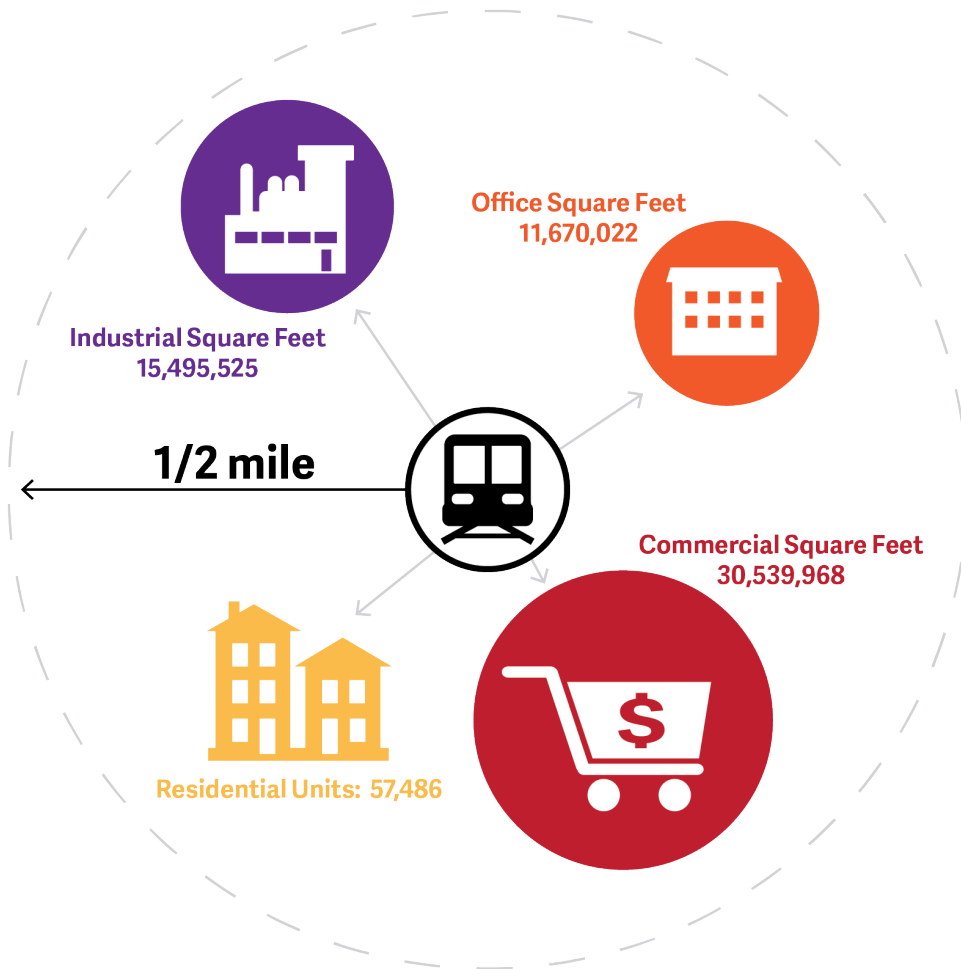 Office Square Feet
11,670,022
Industrial Square Feet
15,495,525
1/2 mile
Commercial Square Feet
30,539,968
$
Residential Units: 57,486